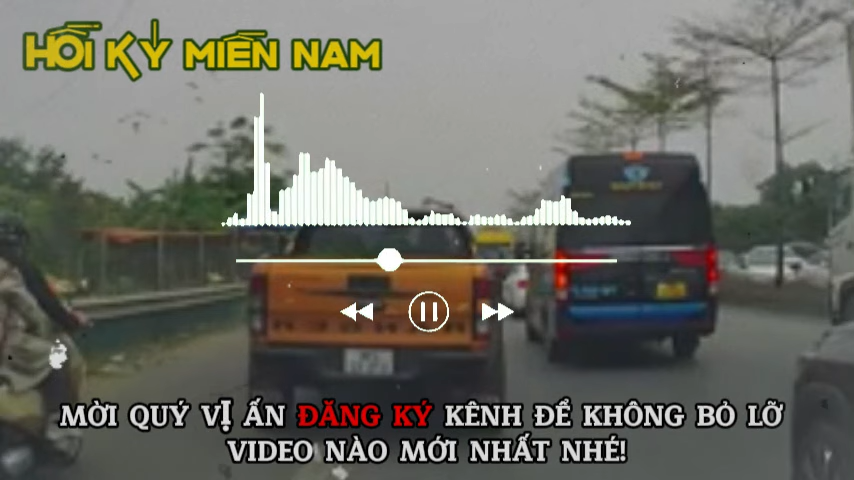 HỒI KÝ MIỀN NAM
MỜI QUÝ VỊ ẤN ĐĂNG KÝ KÊNH ĐỂ KHÔNG BỎ LỠ
VIDEO NÀO MỚI NHẤT NHÉ!